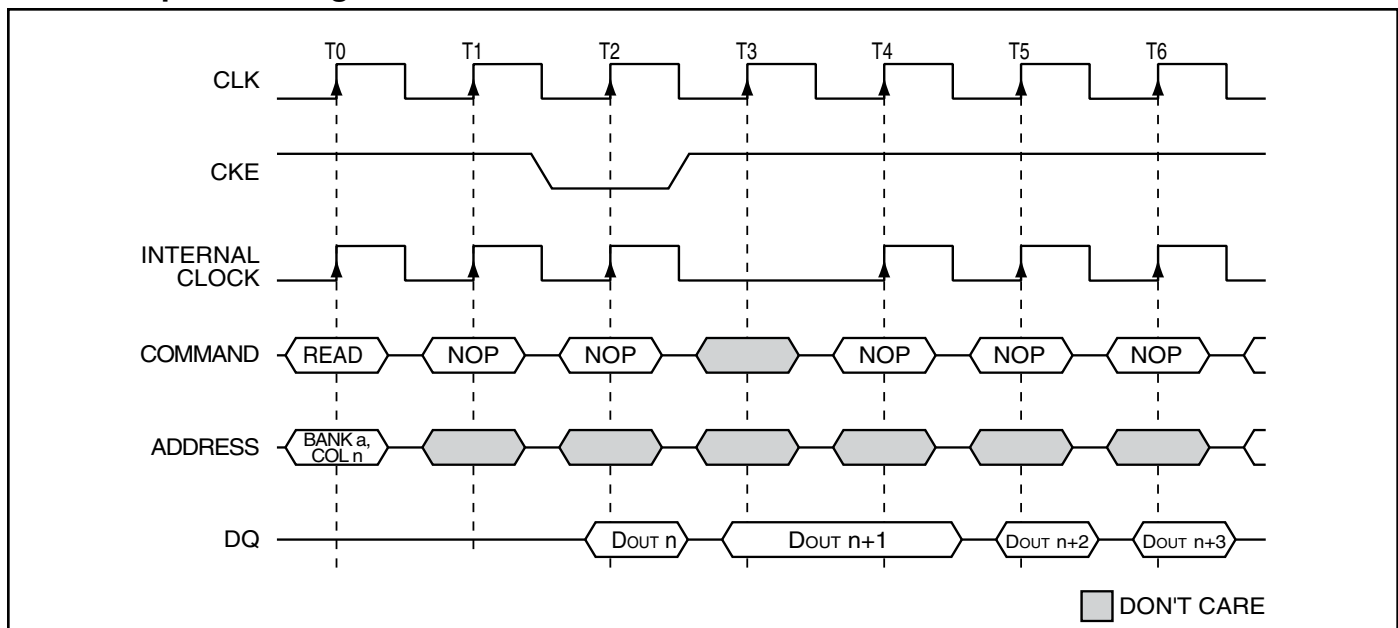 T0 T1 T2 T3 T4 T5 T6
CLK
CKE
INTERNAL
CLOCK
COMMAND READ NOP NOP NOP NOP NOP
ADDRESS BANK a,
COL n
DQ DOUT n DOUT n+1 DOUT n+2 DOUT n+3
DON'T CARE